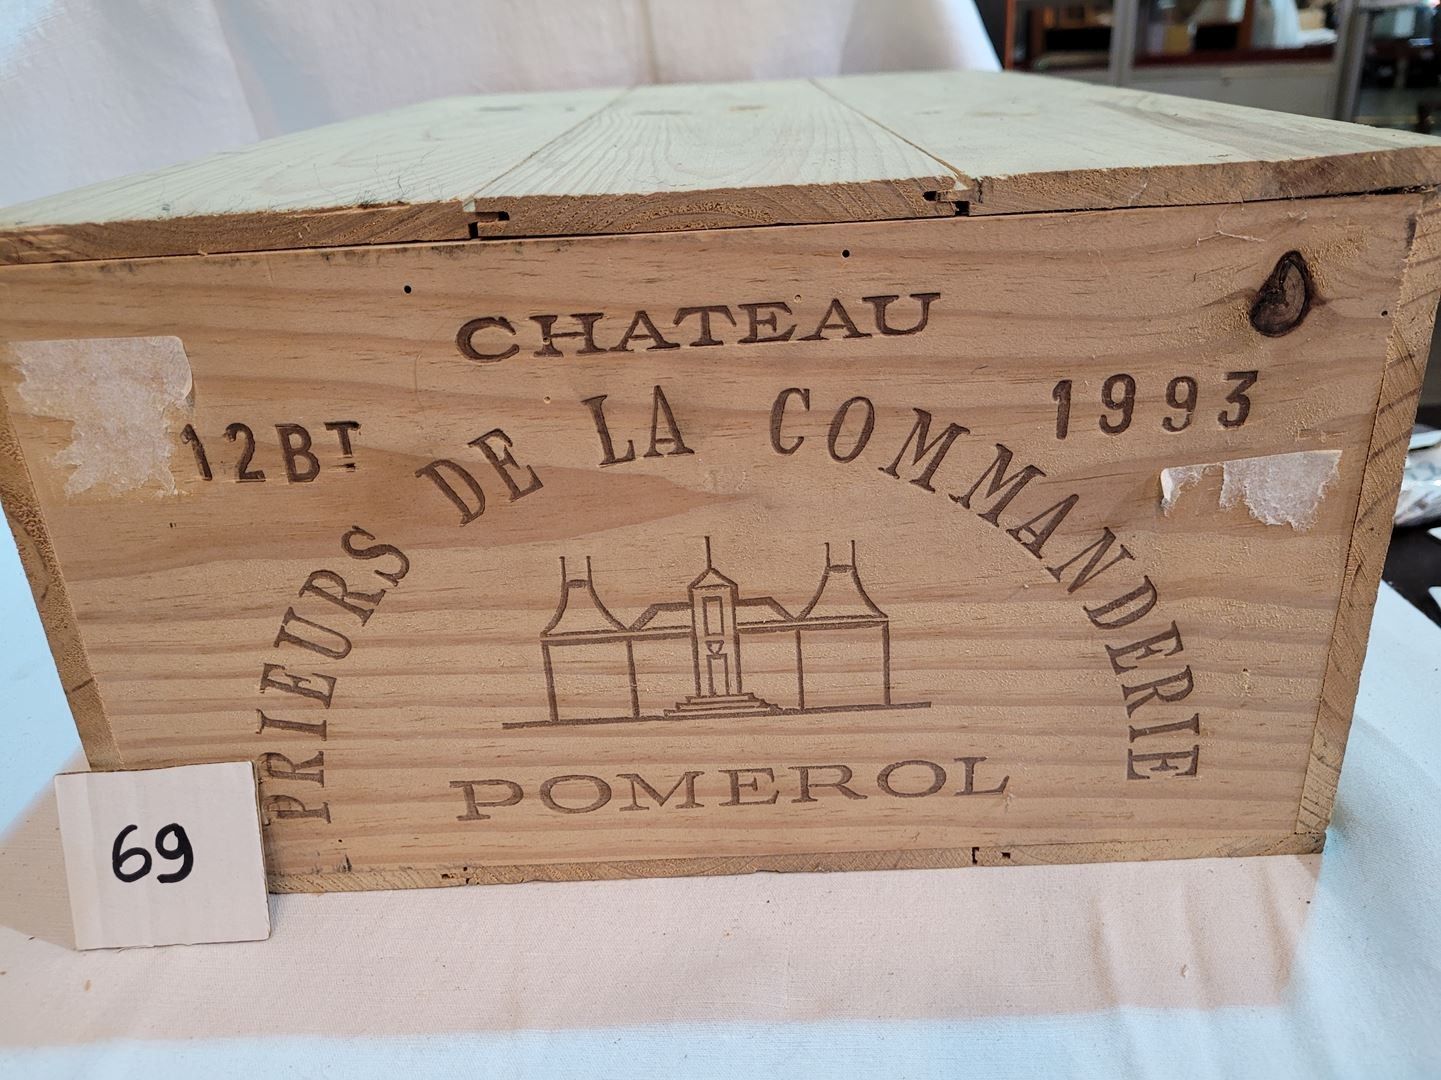 CHATEAU
PRIEURS DE LA COMMANDERIE
12BT
1993
POMEROL
69